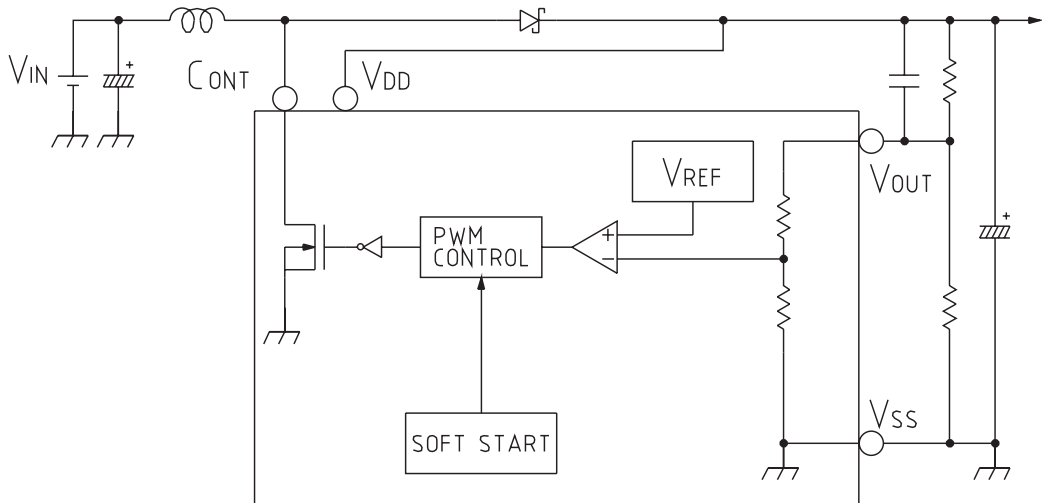 VIN
+
CONT
VDD
VREF
VOUT
+
PWM
CONTROL
+
−
VSS
SOFT START